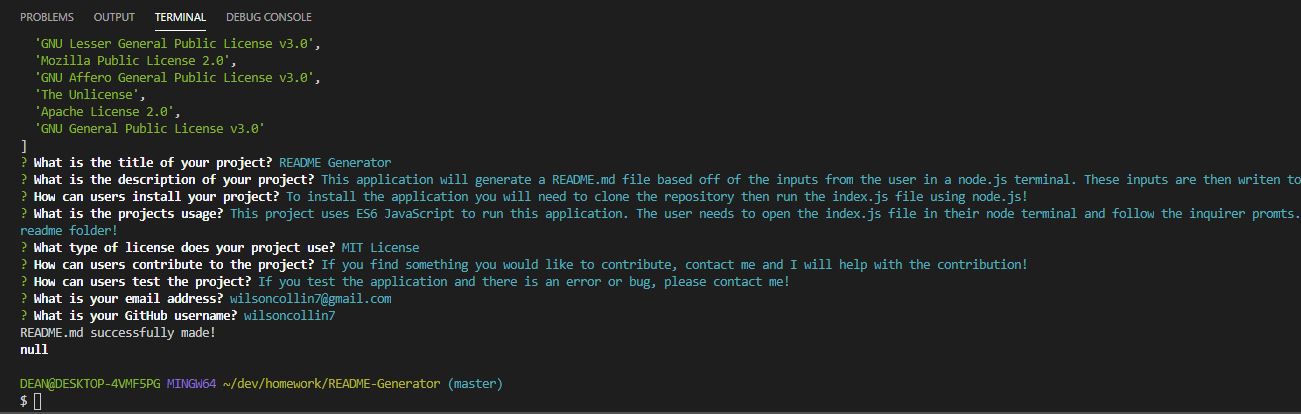 PROBLEMS OUTPUT TERMINAL DEBUG CONSOLE
'GNU Lesser General Public License v3.0',
'Mozilla Public License 2.0',
'GNU Affero General Public License v3.0',
'The Unlicense',
'Apache License 2.0',
'GNU General Public License v3.0'
]
? What is the title of your project? README Generator
? What is the description of your project? This application will generate a README.md file based off of the inputs from the user in a node.js terminal. These inputs are then writen to
? How can users install your project? To install the application you will need to clone the repository then run the index.js file using node.js!
? What is the projects usage? This project uses ES6 JavaScript to run this application. The user needs to open the index.js file in their node terminal and follow the inquirer promts.
readme folder!
? What type of license does your project use? MIT License
? How can users contribute to the project? If you find something you would like to contribute, contact me and I will help with the contribution!
? How can users test the project? If you test the application and there is an error or bug, please contact me!
? What is your email address? wilsoncollin7@gmail.com
? What is your GitHub username? wilsoncollin7
README.md successfully made!
null
DEAN@DESKTOP-4VMF5PG MINGW64 ~/dev/homework/README-Generator (master)
$